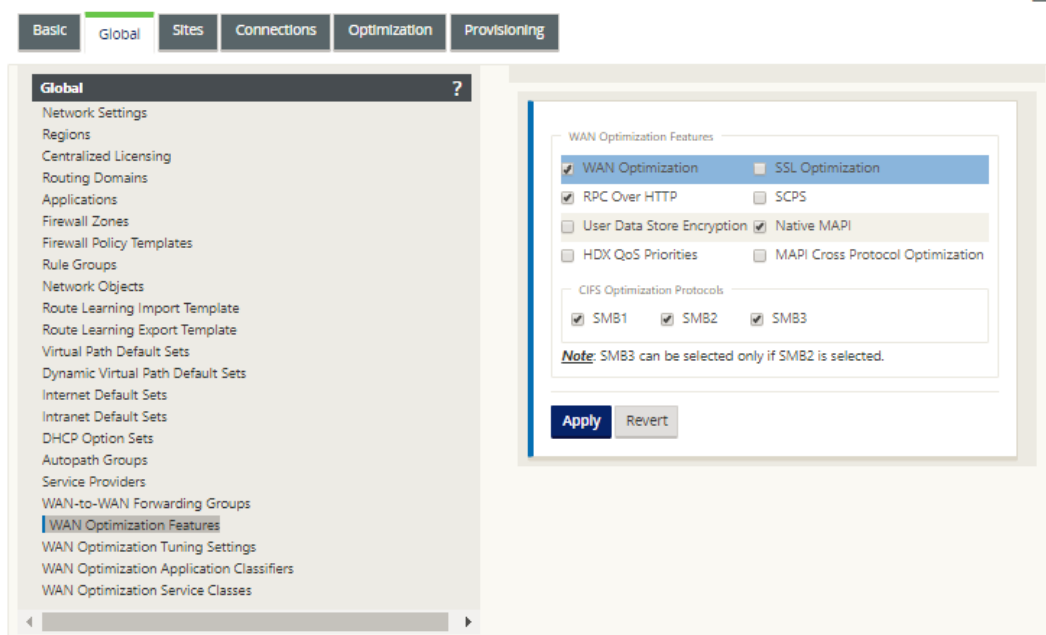 Basic Global Sites Connections Optimization Provisioning
Global ?
Network Settings
Regions
Centralized Licensing
Routing Domains
Applications
Firewall Zones
Firewall Policy Templates
Rule Groups
Network Objects
Route Learning Import Template
Route Learning Export Template
Virtual Path Default Sets
Dynamic Virtual Path Default Sets
Internet Default Sets
Intranet Default Sets
DHCP Option Sets
Autopath Groups
Service Providers
WAN-to-WAN Forwarding Groups
WAN Optimization Features
WAN Optimization Tuning Settings
WAN Optimization Application Classifiers
WAN Optimization Service Classes
WAN Optimization Features
WAN Optimization SSL Optimization
RPC Over HTTP SCPS
User Data Store Encryption Native MAPI
HDX QoS Priorities MAPI Cross Protocol Optimization
CIFS Optimization Protocols
SMB1 SMB2 SMB3
Note: SMB3 can be selected only if SMB2 is selected.
Apply Revert